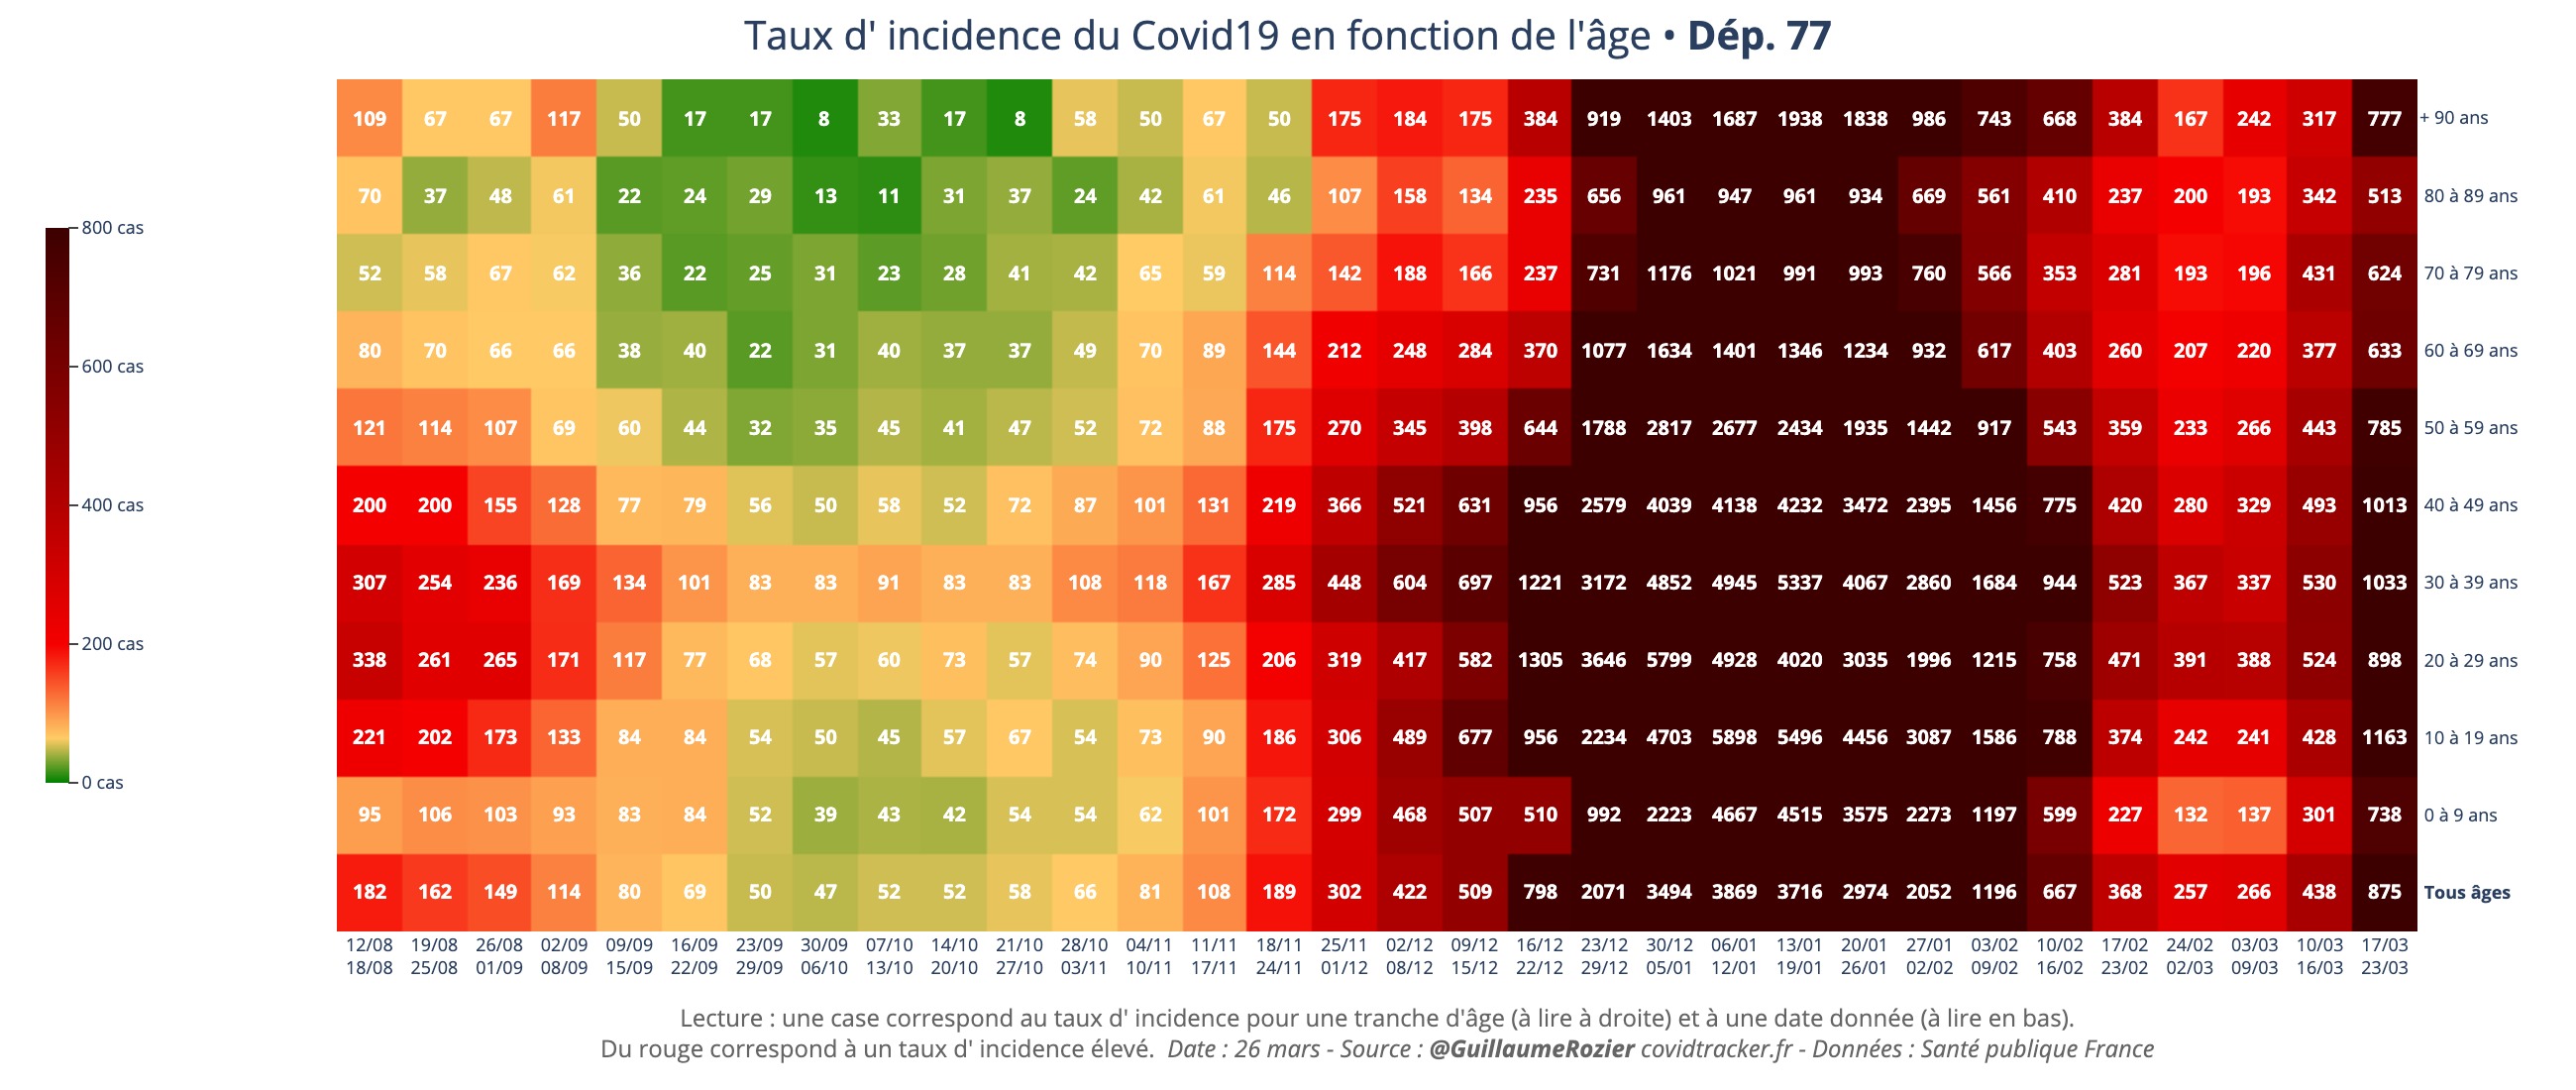 Taux d' incidence du Covid19 en fonction de l'âge • Dép. 77
800 cas
600 cas
400 cas
200 cas
0 cas
109 67 67 117 50 17 17 8 33 17 8 58 50 67 50 175 184 175 384 919 1403 1687 1938 1838 986 743 668 384 167 242 317 777 + 90 ans
70 37 48 61 22 24 29 13 11 31 37 24 42 61 46 107 158 134 235 656 961 947 961 934 669 561 410 237 200 193 342 513 80 à 89 ans
52 58 67 62 36 22 25 31 23 28 41 42 65 59 114 142 188 166 237 731 1176 1021 991 993 760 566 353 281 193 196 431 624 70 à 79 ans
80 70 66 66 38 40 22 31 40 37 37 49 70 89 144 212 248 284 370 1077 1634 1401 1346 1234 932 617 403 260 207 220 377 633 60 à 69 ans
121 114 107 69 60 44 32 35 45 41 47 52 72 88 175 270 345 398 644 1788 2817 2677 2434 1935 1442 917 543 359 233 266 443 785 50 à 59 ans
200 200 155 128 77 79 56 50 58 52 72 87 101 131 219 366 521 631 956 2579 4039 4138 4232 3472 2395 1456 775 420 280 329 493 1013 40 à 49 ans
307 254 236 169 134 101 83 83 91 83 83 108 118 167 285 448 604 697 1221 3172 4852 4945 5337 4067 2860 1684 944 523 367 337 530 1033 30 à 39 ans
338 261 265 171 117 77 68 57 60 73 57 74 90 125 206 319 417 582 1305 3646 5799 4928 4020 3035 1996 1215 758 471 391 388 524 898 20 à 29 ans
221 202 173 133 84 84 54 50 45 57 67 54 73 90 186 306 489 677 956 2234 4703 5898 5496 4456 3087 1586 788 374 242 241 428 1163 10 à 19 ans
95 106 103 93 83 84 52 39 43 42 54 54 62 101 172 299 468 507 510 992 2223 4667 4515 3575 2273 1197 599 227 132 137 301 738 0 à 9 ans
182 162 149 114 80 69 50 47 52 52 58 66 81 108 189 302 422 509 798 2071 3494 3869 3716 2974 2052 1196 667 368 257 266 438 875 Tous âges
12/08 19/08 26/08 02/09 09/09 16/09 23/09 30/09 07/10 14/10 21/10 28/10 04/11 11/11 18/11 25/11 02/12 09/12 16/12 23/12 30/12 06/01 13/01 20/01 27/01 03/02 10/02 17/02 24/02 03/03 10/03 17/03
18/08 25/08 01/09 08/09 15/09 22/09 29/09 06/10 13/10 20/10 27/10 03/11 10/11 17/11 24/11 01/12 08/12 15/12 22/12 29/12 05/01 12/01 19/01 26/01 02/02 09/02 16/02 23/02 02/03 09/03 16/03 23/03
Lecture : une case correspond au taux d' incidence pour une tranche d'âge (à lire à droite) et à une date donnée (à lire en bas).
Du rouge correspond à un taux d' incidence élevé. Date : 26 mars - Source : @GuillaumeRozier covidtracker.fr - Données : Santé publique France